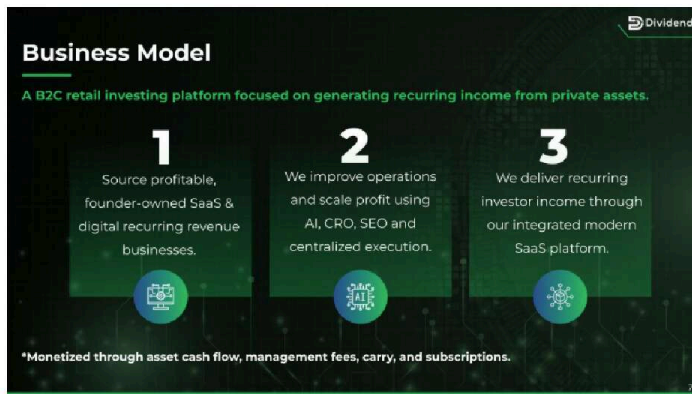 Dividend
Business Model
A B2C retail investing platform focused on generating recurring income from private assets.
1
Source profitable,
founder-owned SaaS &
digital recurring revenue
businesses.
2
We improve operations
and scale profit using
AI, CRO, SEO and
centralized execution.
3
We deliver recurring
investor income through
our integrated modern
SaaS platform.
AI
*Monetized through asset cash flow, management fees, carry, and subscriptions.
7